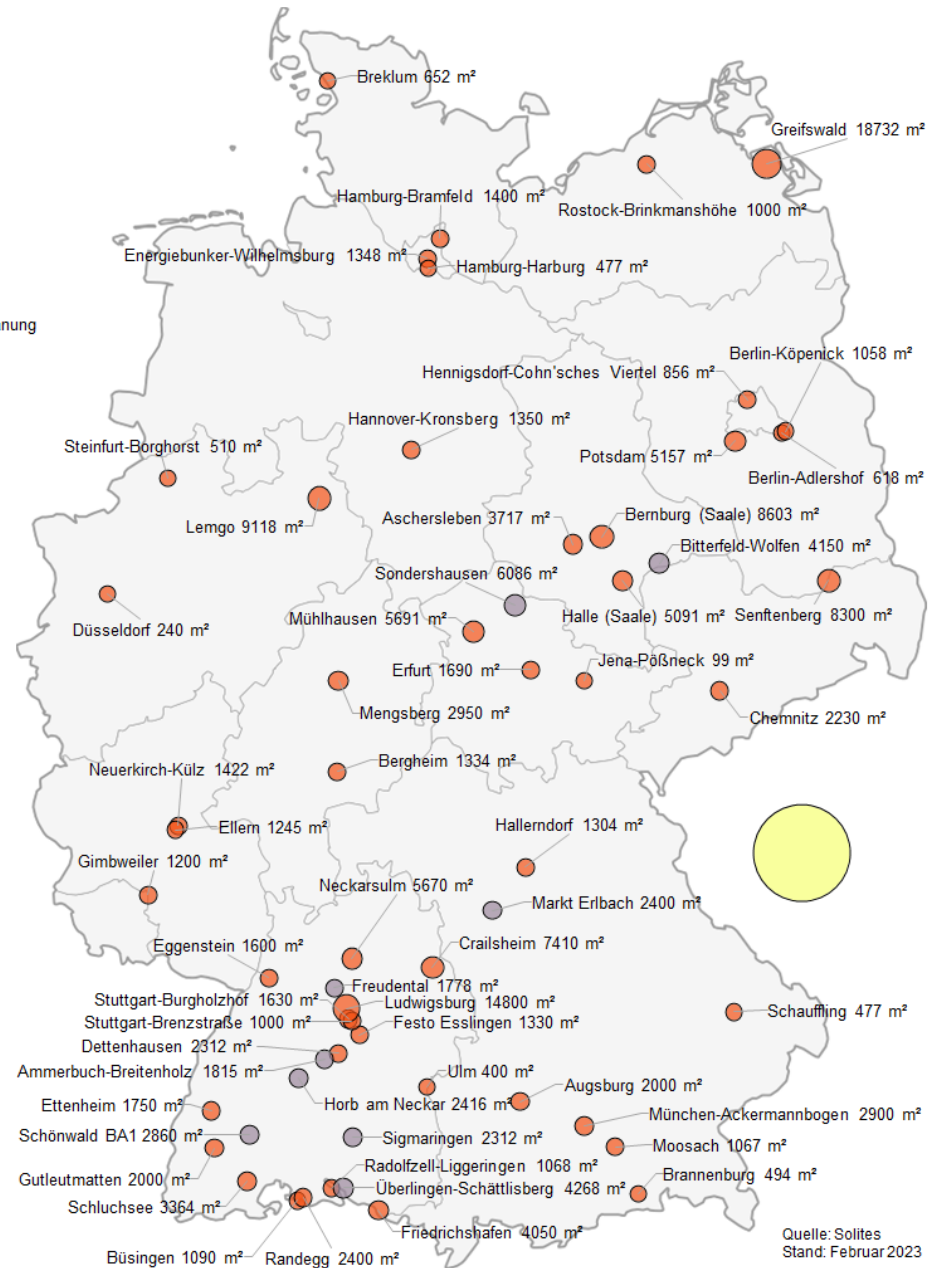 Breklum 652 m²
Greifswald 18732 m²
Hamburg-Bramfeld 1400 m²
Rostock-Brinkmanshöhe 1000 m²
Energiebunker-Wilhelmsburg 1348 m²
Hamburg-Harburg 477 m²
nung
Berlin-Köpenick 1058 m²
Hennigsdorf-Cohn'sches Viertel 856 m²
Hannover-Kronsberg 1350 m²
Steinfurt-Borghorst 510 m²
Potsdam 5157 m²
Berlin-Adlershof 618 m²
Lemgo 9118 m²
Aschersleben 3717 m²
Bernburg (Saale) 8603 m²
Bitterfeld-Wolfen 4150 m²
Sondershausen 6086 m²
Mühlhausen 5691 m²
Halle (Saale) 5091 m²
Senftenberg 8300 m²
Düsseldorf 240 m²
Erfurt 1690 m²
Jena-Pößneck 99 m²
Mengsberg 2950 m²
Chemnitz 2230 m²
Bergheim 1334 m²
Neuerkirch-Külz 1422 m²
Ellern 1245 m²
Hallerndorf 1304 m²
Gimbweiler 1200 m²
Neckarsulm 5670 m²
Markt Erlbach 2400 m²
Eggenstein 1600 m²
Crailsheim 7410 m²
Freudental 1778 m²
Stuttgart-Burgholzhof 1630 m²
Ludwigsburg 14800 m²
Schauffling 477 m²
Stuttgart-Brenzstraße 1000 m²
Festo Esslingen 1330 m²
Dettenhausen 2312 m²
Ammerbuch-Breitenholz 1815 m²
Ulm 400 m²
Augsburg 2000 m²
Ettenheim 1750 m²
Horb am Neckar 2416 m²
München-Ackermannbogen 2900 m²
Schönwald BA1 2860 m²
Sigmaringen 2312 m²
Moosach 1067 m²
Radolfzell-Liggeringen 1068 m²
Brannenburg 494 m²
Gutleutmatten 2000 m²
Überlingen-Schättlisberg 4268 m²
Schluchsee 3364 m²
Friedrichshafen 4050 m²
Büsingen 1090 m²
Randegg 2400 m²
Quelle: Solites
Stand: Februar 2023